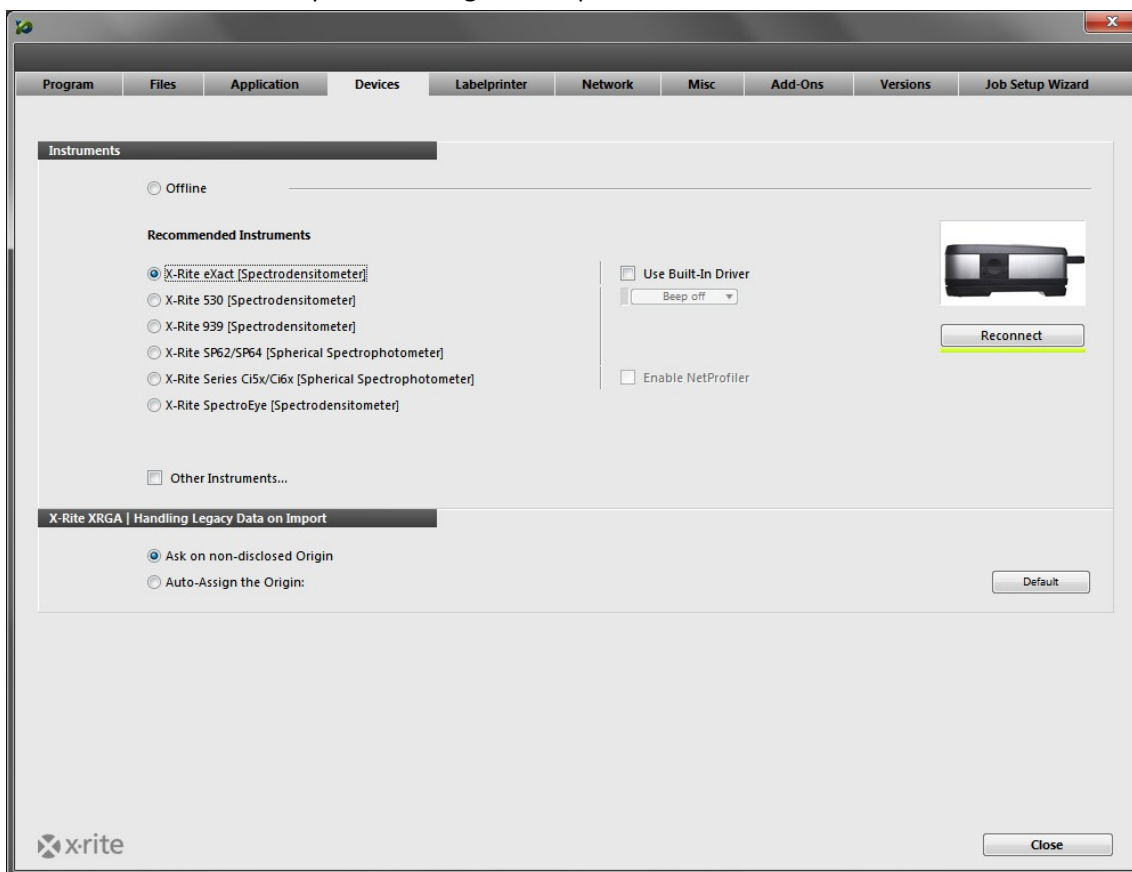 Program Files Application Devices Labelprinter Network Misc Add-Ons Versions Job Setup Wizard
Instruments
Offline
Recommended Instruments
X-Rite eXact [Spectrodensitometer]
Use Built-In Driver
X-Rite 530 [Spectrodensitometer]
Beep off
X-Rite 939 [Spectrodensitometer]
Reconnect
X-Rite SP62/SP64 [Spherical Spectrophotometer]
X-Rite Series Ci5x/Ci6x [Spherical Spectrophotometer]
Enable NetProfiler
X-Rite SpectroEye [Spectrodensitometer]
Other Instruments...
X-Rite XRGA | Handling Legacy Data on Import
Ask on non-disclosed Origin
Auto-Assign the Origin:
Default
x·rite
Close